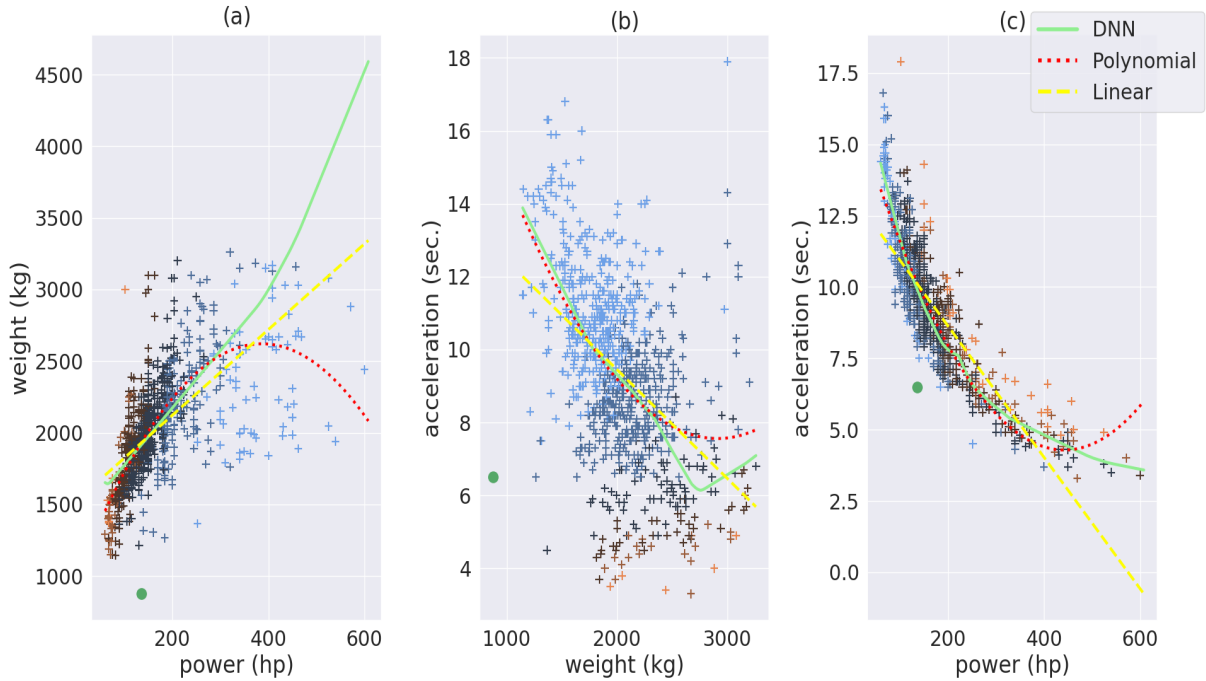 (a)
4500
4000
3500
3000
2500
2000
1500
1000
weight (kg)
200
400
600
power (hp)
(b)
18
16
14
12
10
8
6
4
acceleration (sec.)
1000
2000
3000
weight (kg)
(c)
17.5
15.0
12.5
10.0
7.5
5.0
2.5
0.0
acceleration (sec.)
200
400
600
power (hp)
DNN
Polynomial
Linear